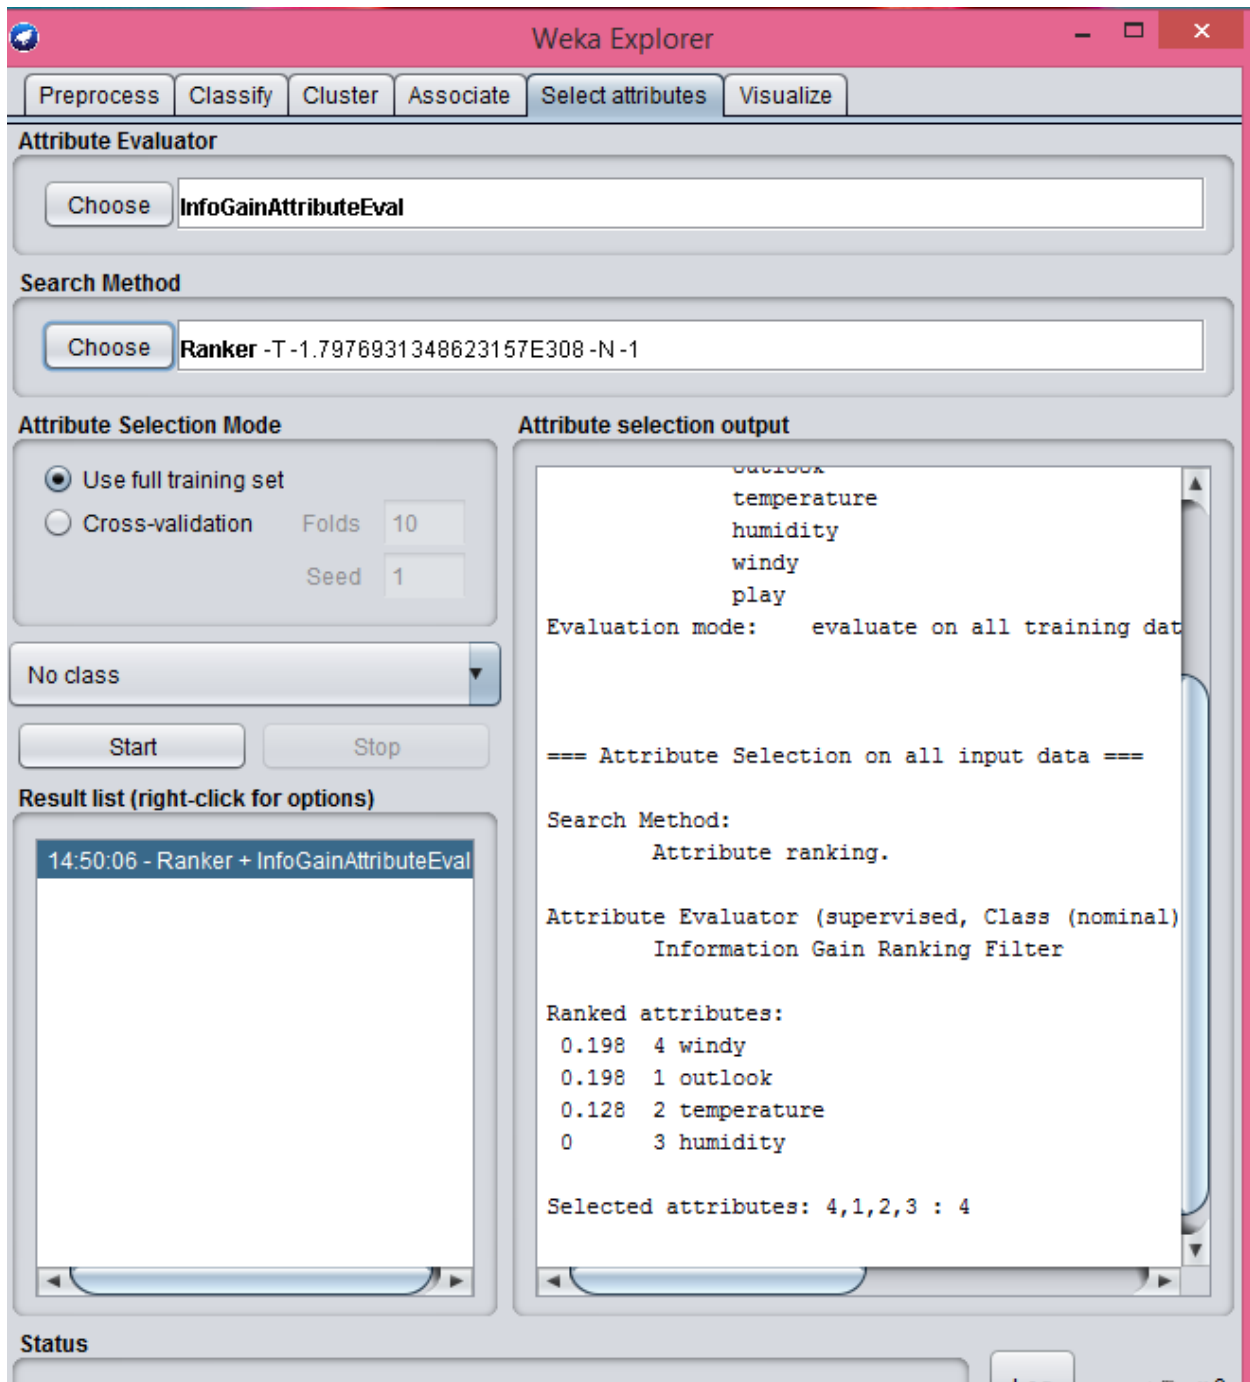 Weka Explorer
Preprocess Classify Cluster Associate Select attributes Visualize
Attribute Evaluator
Choose InfoGainAttributeEval
Search Method
Choose Ranker -T -1.7976931348623157E308 -N -1
Attribute Selection Mode
Use full training set
Cross-validation Folds 10
Seed 1
No class
Start Stop
Result list (right-click for options)
14:50:06 - Ranker + InfoGainAttributeEval
Attribute selection output
outlook
temperature
humidity
windy
play
Evaluation mode: evaluate on all training dat
=== Attribute Selection on all input data ===
Search Method:
Attribute ranking.
Attribute Evaluator (supervised, Class (nominal)
Information Gain Ranking Filter
Ranked attributes:
0.198 4 windy
0.198 1 outlook
0.128 2 temperature
0 3 humidity
Selected attributes: 4,1,2,3 : 4
Status